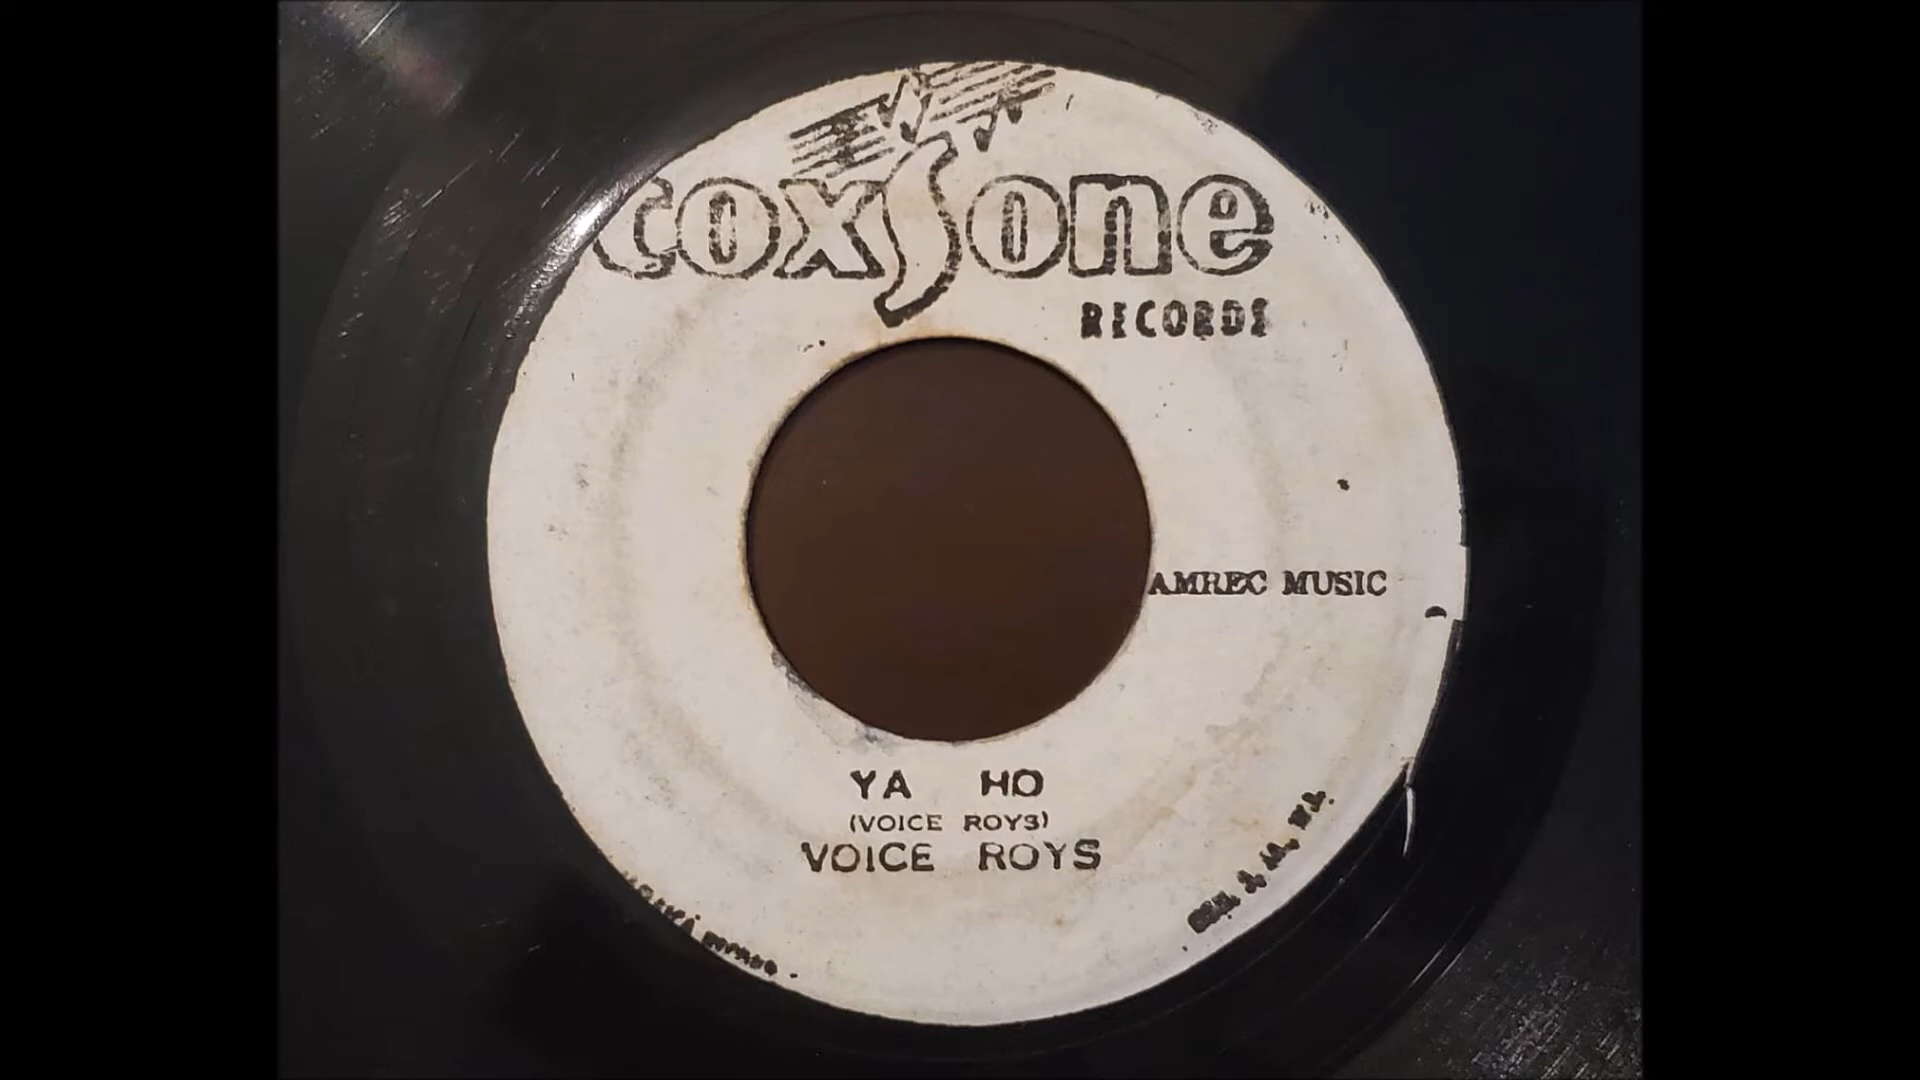 coxSone
RECORDS
AMREC MUSIC
YA HO
(VOICE ROYS)
VOICE ROYS